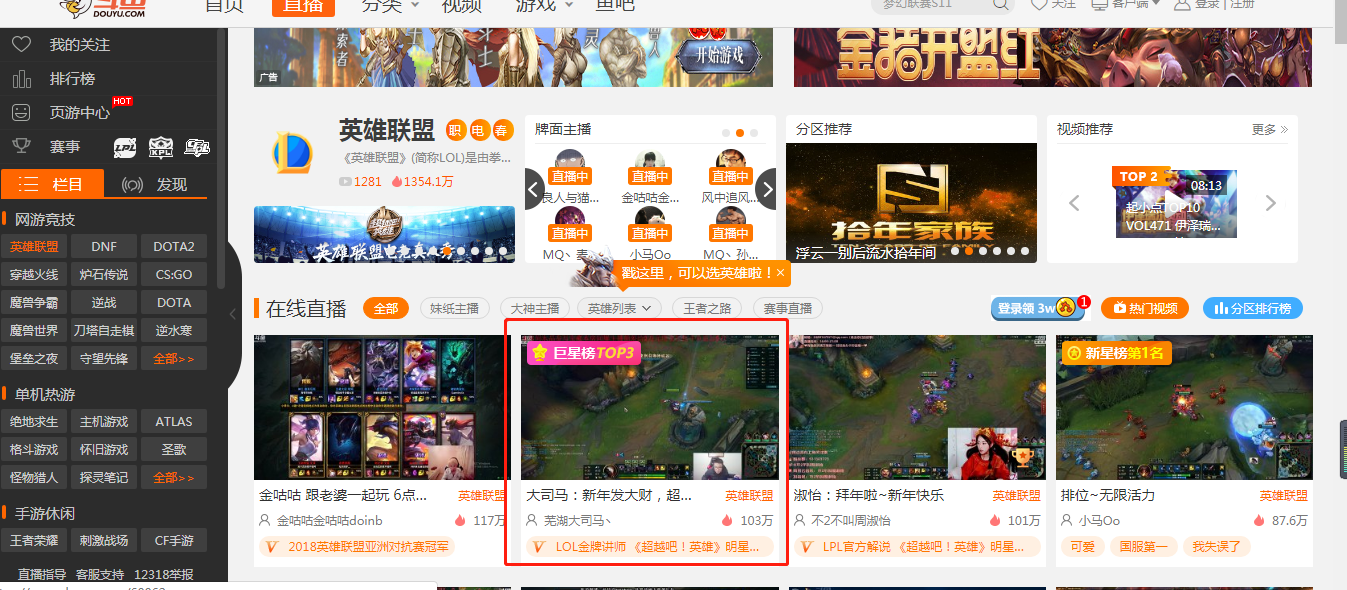 斗鱼
DOUYU.COM
首页
直播
分类
视频
游戏
鱼吧
梦幻联赛S11
关注
客户端
登录 | 注册
我的关注
排行榜
页游中心
HOT
赛事
LPL
KPL
栏目
发现
网游竞技
英雄联盟 DNF DOTA2
穿越火线 炉石传说 CS:GO
魔兽争霸 逆战 DOTA
魔兽世界 刀塔自走棋 逆水寒
堡垒之夜 守望先锋 全部>>
单机热游
绝地求生 主机游戏 ATLAS
格斗游戏 怀旧游戏 圣歌
怪物猎人 探灵笔记 全部>>
手游休闲
王者荣耀 刺激战场 CF手游
直播指导 客服支持 12318举报
索者
斗士
灵
兽人
广告
开始游戏
金猪开盟红
英雄联盟
职 电 春
《英雄联盟》(简称LOL)是由拳...
1281
1354.1万
英雄联盟电竞真英雄
牌面主播
直播中 直播中 直播中
良人与猫... 金咕咕金... 风中追风...
直播中 直播中 直播中
MQ丶麦... 小马Oo MQ丶孙...
分区推荐
拾年家族
浮云一别后流水拾年间
视频推荐
更多
TOP 2
08:13
起小点TOP10
VOL471 伊泽瑞...
戳这里，可以选英雄啦！×
在线直播
全部
妹纸主播
大神主播
英雄列表
王者之路
赛事直播
登录领 3w
1
热门视频
分区排行榜
金咕咕 跟老婆一起玩 6点...
英雄联盟
金咕咕金咕咕doinb
117万
2018英雄联盟亚洲对抗赛冠军
巨星榜TOP3
大司马：新年发大财，超...
英雄联盟
芜湖大司马丶
103万
LOL金牌讲师 《超越吧！英雄》明星...
淑怡：拜年啦~新年快乐
英雄联盟
不2不叫周淑怡
101万
LPL官方解说 《超越吧！英雄》明星...
新星榜第1名
排位~无限活力
英雄联盟
小马Oo
87.6万
可爱
国服第一
我失误了